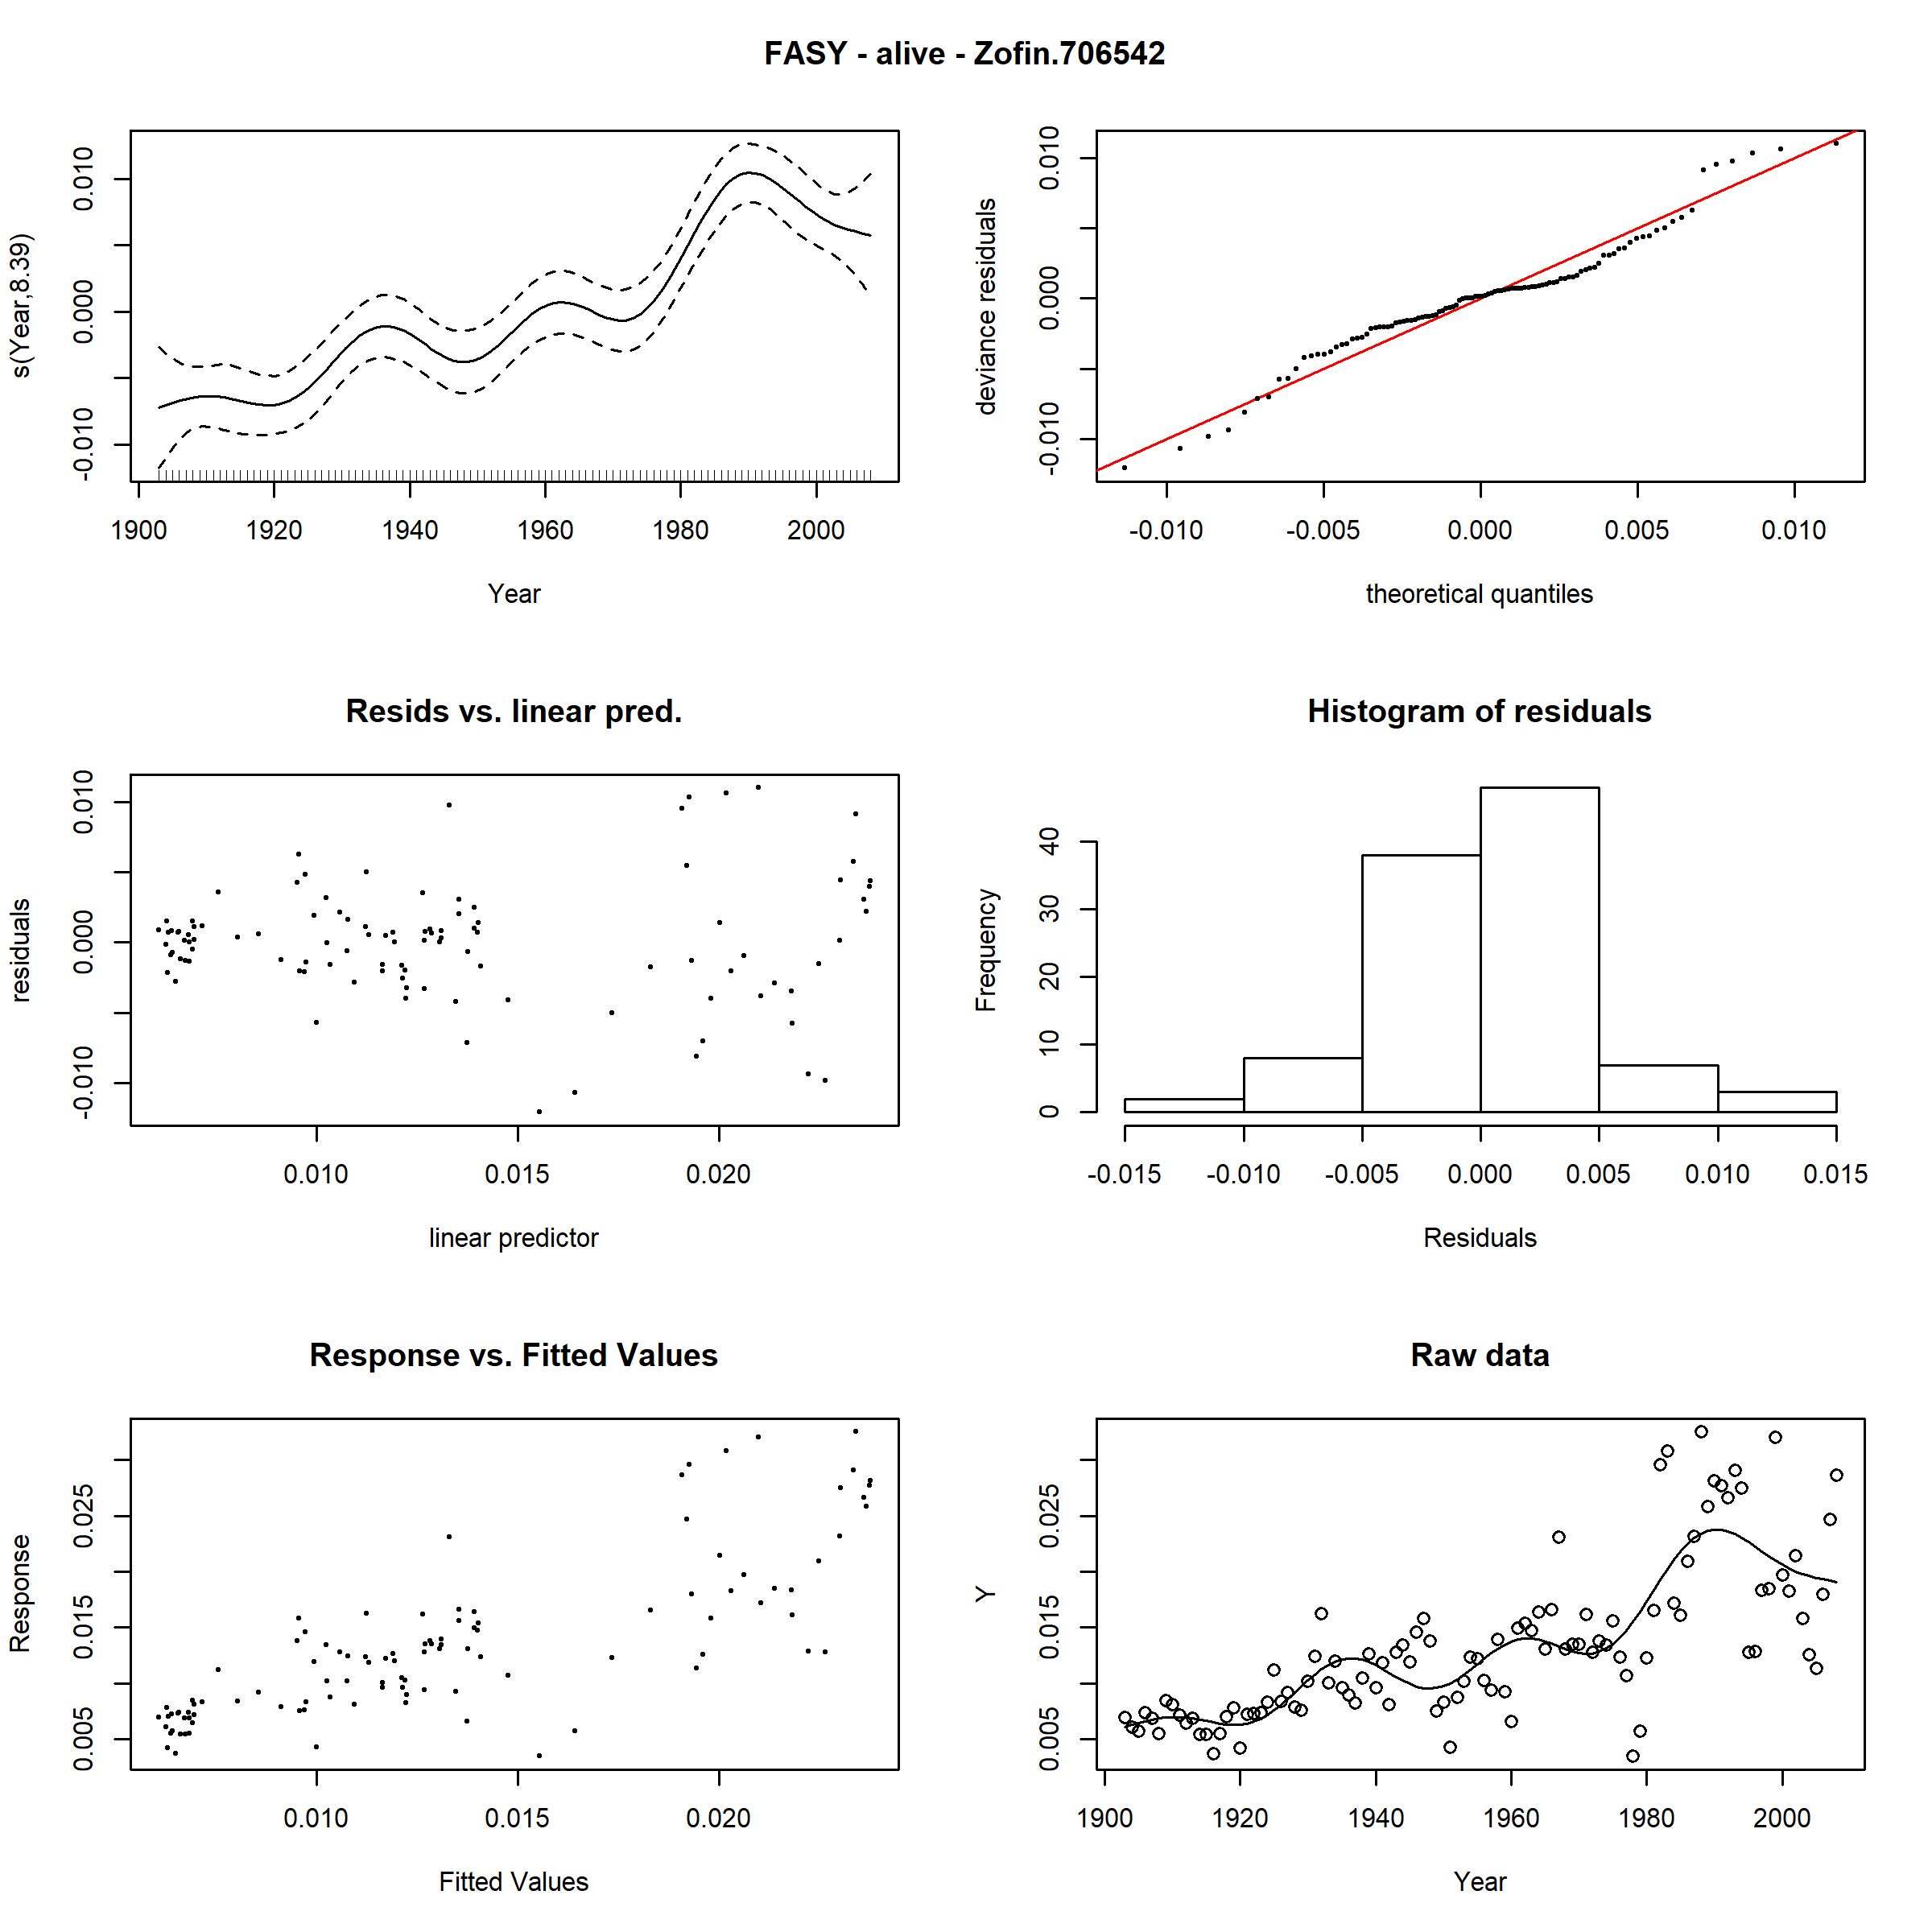 FASY - alive - Zofin.706542
s(Year,8.39)
-0.010 0.000 0.010
1900 1920 1940 1960 1980 2000
Year
deviance residuals
-0.010 0.000 0.010
-0.010 -0.005 0.000 0.005 0.010
theoretical quantiles
Resids vs. linear pred.
residuals
-0.010 0.000 0.010
0.010 0.015 0.020
linear predictor
Histogram of residuals
Frequency
0 10 20 30 40
-0.015 -0.010 -0.005 0.000 0.005 0.010 0.015
Residuals
Response vs. Fitted Values
Response
0.005 0.015 0.025
0.010 0.015 0.020
Fitted Values
Raw data
Y
0.005 0.015 0.025
1900 1920 1940 1960 1980 2000
Year